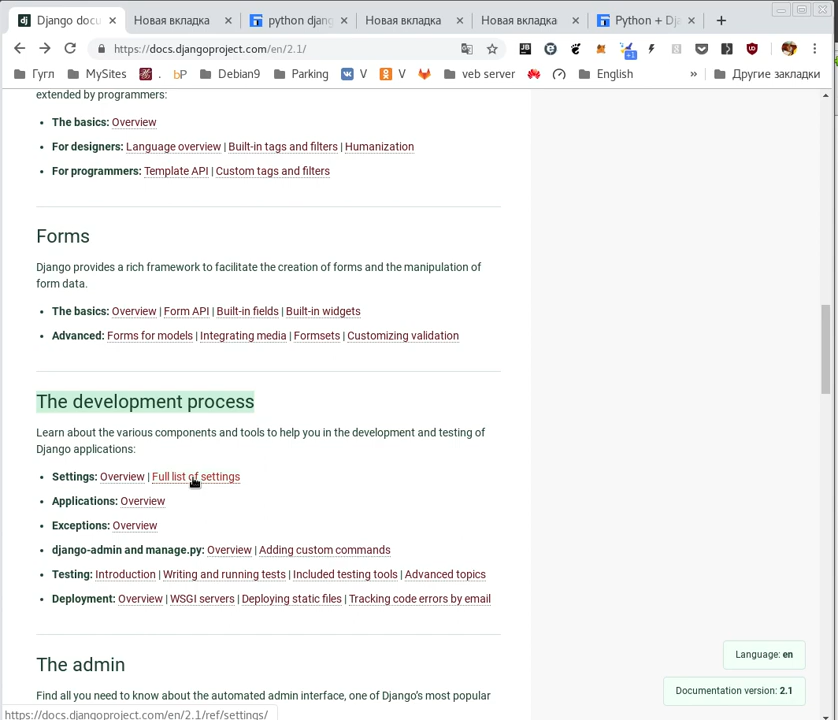 Django docu
Новая вкладка
python djang
Новая вкладка
Новая вкладка
Python + Dja
https://docs.djangoproject.com/en/2.1/
Гугл
MySites
.
bP
Debian9
Parking
V
V
veb server
English
»
Другие закладки
extended by programmers:
• The basics: Overview
• For designers: Language overview | Built-in tags and filters | Humanization
• For programmers: Template API | Custom tags and filters
Forms
Django provides a rich framework to facilitate the creation of forms and the manipulation of
form data.
• The basics: Overview | Form API | Built-in fields | Built-in widgets
• Advanced: Forms for models | Integrating media | Formsets | Customizing validation
The development process
Learn about the various components and tools to help you in the development and testing of
Django applications:
• Settings: Overview | Full list of settings
• Applications: Overview
• Exceptions: Overview
• django-admin and manage.py: Overview | Adding custom commands
• Testing: Introduction | Writing and running tests | Included testing tools | Advanced topics
• Deployment: Overview | WSGI servers | Deploying static files | Tracking code errors by email
The admin
Find all you need to know about the automated admin interface, one of Django's most popular
Language: en
Documentation version: 2.1
https://docs.djangoproject.com/en/2.1/ref/settings/